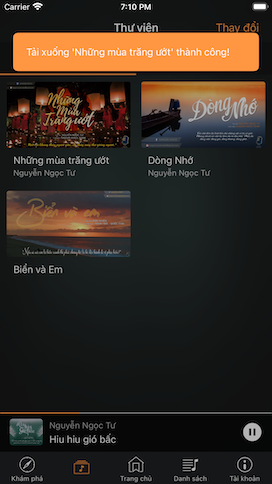 Carrier
7:10 PM
Thư viện
Thay đổi
Tải xuống 'Những mùa trăng ướt' thành công!
Những
Mùa
Trăng ướt
Dòng
Nhớ
Những mùa trăng ướt
Nguyễn Ngọc Tư
Dòng Nhớ
Nguyễn Ngọc Tư
Biển và em
Biển và Em
Nguyễn Ngọc Tư
Hiu hiu gió bấc
Khám phá
Trang chủ
Danh sách
Tài khoản